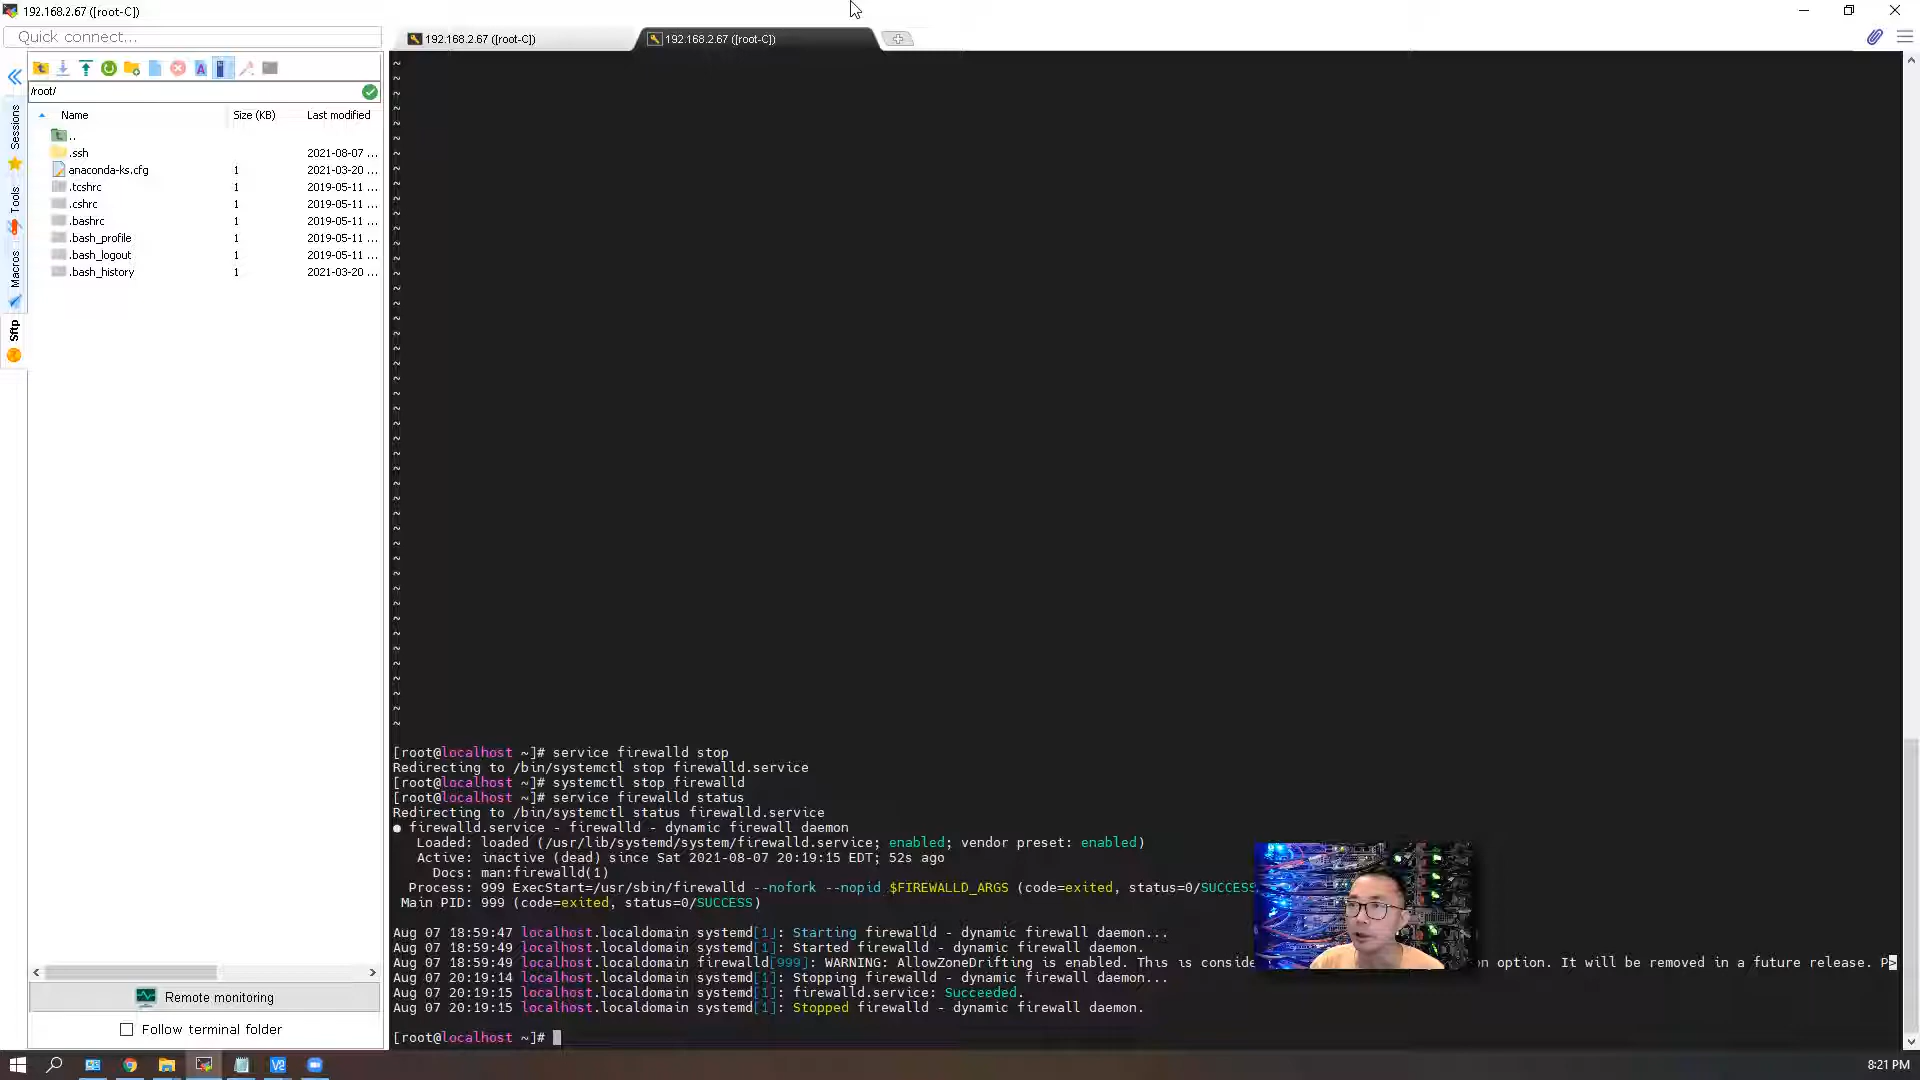 192.168.2.67 ([root-C])
Quick connect...
192.168.2.67 ([root-C])
192.168.2.67 ([root-C])
/root/
Name
Size (KB)
Last modified
..
.ssh
2021-08-07 ...
anaconda-ks.cfg
1
2021-03-20 ...
.tcshrc
1
2019-05-11 ...
.cshrc
1
2019-05-11 ...
.bashrc
1
2019-05-11 ...
.bash_profile
1
2019-05-11 ...
.bash_logout
1
2019-05-11 ...
.bash_history
1
2021-03-20 ...
Sessions
Tools
Macros
Sftp
[root@localhost ~]# service firewalld stop
Redirecting to /bin/systemctl stop firewalld.service
[root@localhost ~]# systemctl stop firewalld
[root@localhost ~]# service firewalld status
Redirecting to /bin/systemctl status firewalld.service
● firewalld.service - firewalld - dynamic firewall daemon
Loaded: loaded (/usr/lib/systemd/system/firewalld.service; enabled; vendor preset: enabled)
Active: inactive (dead) since Sat 2021-08-07 20:19:15 EDT; 52s ago
Docs: man:firewalld(1)
Process: 999 ExecStart=/usr/sbin/firewalld --nofork --nopid $FIREWALLD_ARGS (code=exited, status=0/SUCCESS
Main PID: 999 (code=exited, status=0/SUCCESS)
Aug 07 18:59:47 localhost.localdomain systemd[1]: Starting firewalld - dynamic firewall daemon...
Aug 07 18:59:49 localhost.localdomain systemd[1]: Started firewalld - dynamic firewall daemon.
Aug 07 18:59:49 localhost.localdomain firewalld[999]: WARNING: AllowZoneDrifting is enabled. This is conside n option. It will be removed in a future release. P>
Aug 07 20:19:14 localhost.localdomain systemd[1]: Stopping firewalld - dynamic firewall daemon...
Aug 07 20:19:15 localhost.localdomain systemd[1]: firewalld.service: Succeeded.
Aug 07 20:19:15 localhost.localdomain systemd[1]: Stopped firewalld - dynamic firewall daemon.
[root@localhost ~]#
Remote monitoring
Follow terminal folder
8:21 PM